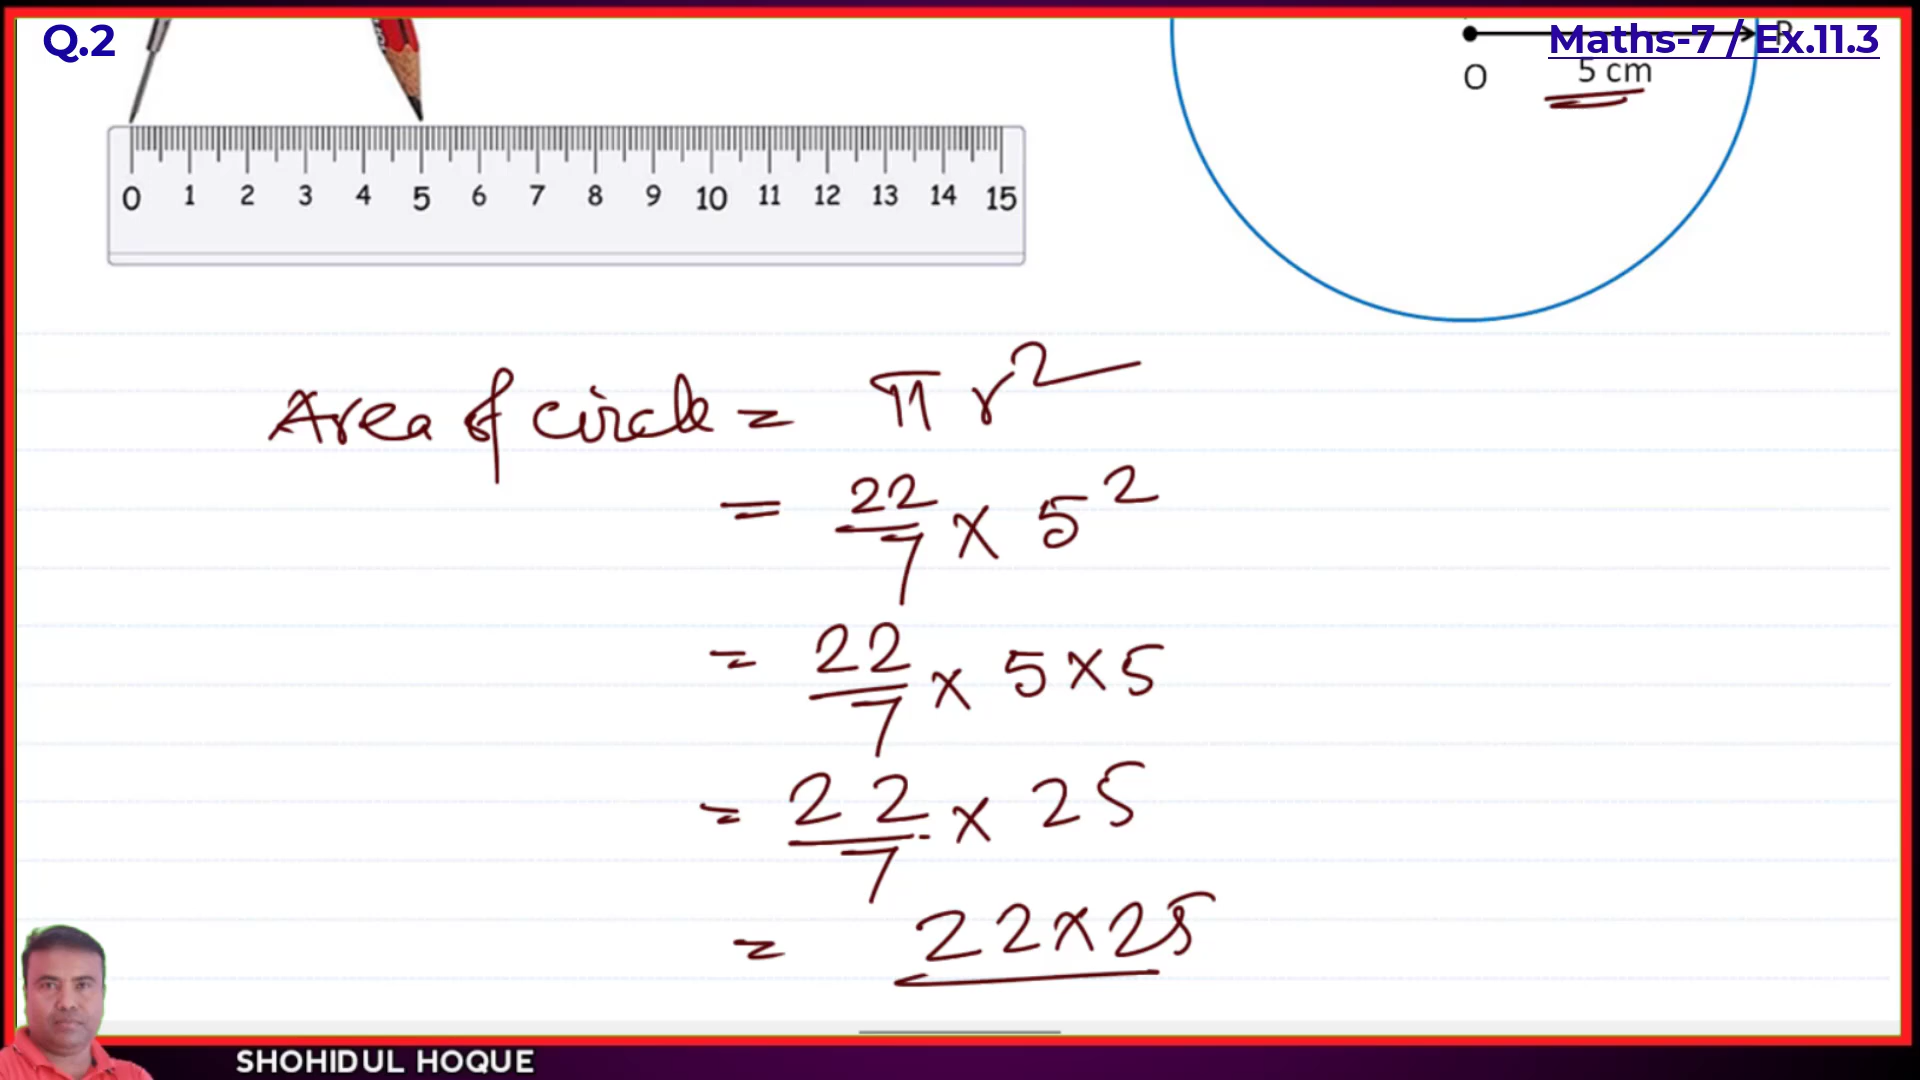 Q.2
Maths-7 / Ex.11.3
O
5 cm
0 1 2 3 4 5 6 7 8 9 10 11 12 13 14 15
Area of circle = π r²
= 22/7 × 5²
= 22/7 × 5 × 5
= 22/7 × 25
= 22×25
SHOHIDUL HOQUE